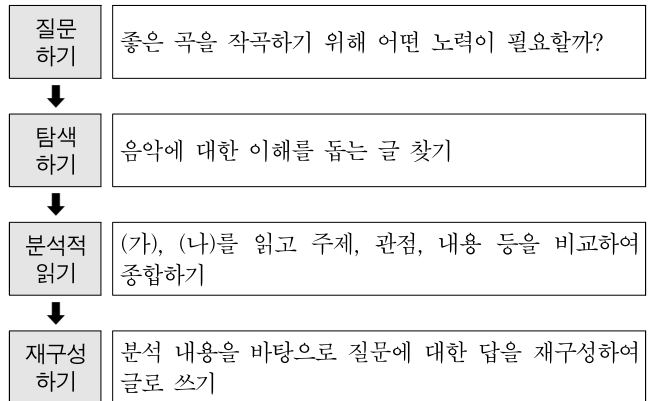 질문
하기
좋은 곡을 작곡하기 위해 어떤 노력이 필요할까?
탐색
하기
음악에 대한 이해를 돕는 글 찾기
분석적
읽기
(가), (나)를 읽고 주제, 관점, 내용 등을 비교하여
종합하기
재구성
하기
분석 내용을 바탕으로 질문에 대한 답을 재구성하여
글로 쓰기